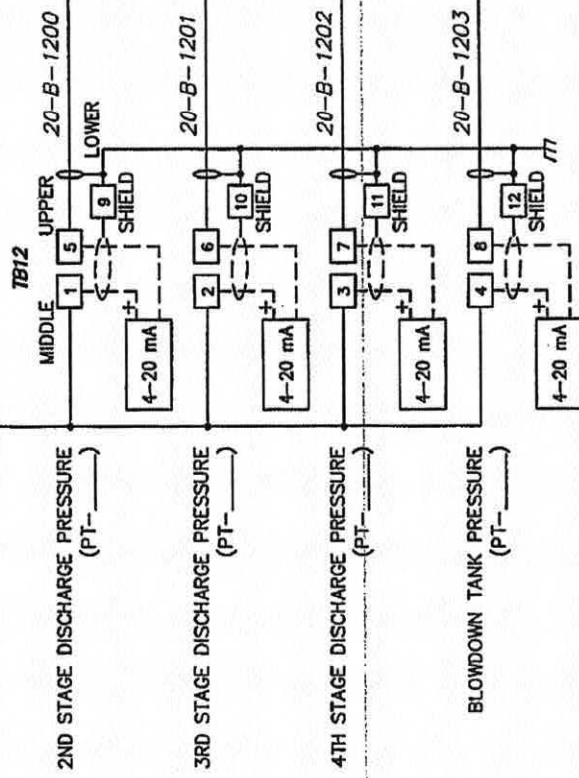 TB12
MIDDLE
UPPER
LOWER
2ND STAGE DISCHARGE PRESSURE
(PT-____)
1
5
20-B-1200
9
SHIELD
+
4-20 mA
3RD STAGE DISCHARGE PRESSURE
(PT-____)
2
6
20-B-1201
10
SHIELD
+
4-20 mA
4TH STAGE DISCHARGE PRESSURE
(PT-____)
3
7
20-B-1202
11
SHIELD
+
4-20 mA
BLOWDOWN TANK PRESSURE
(PT-____)
4
8
20-B-1203
12
SHIELD
+
4-20 mA